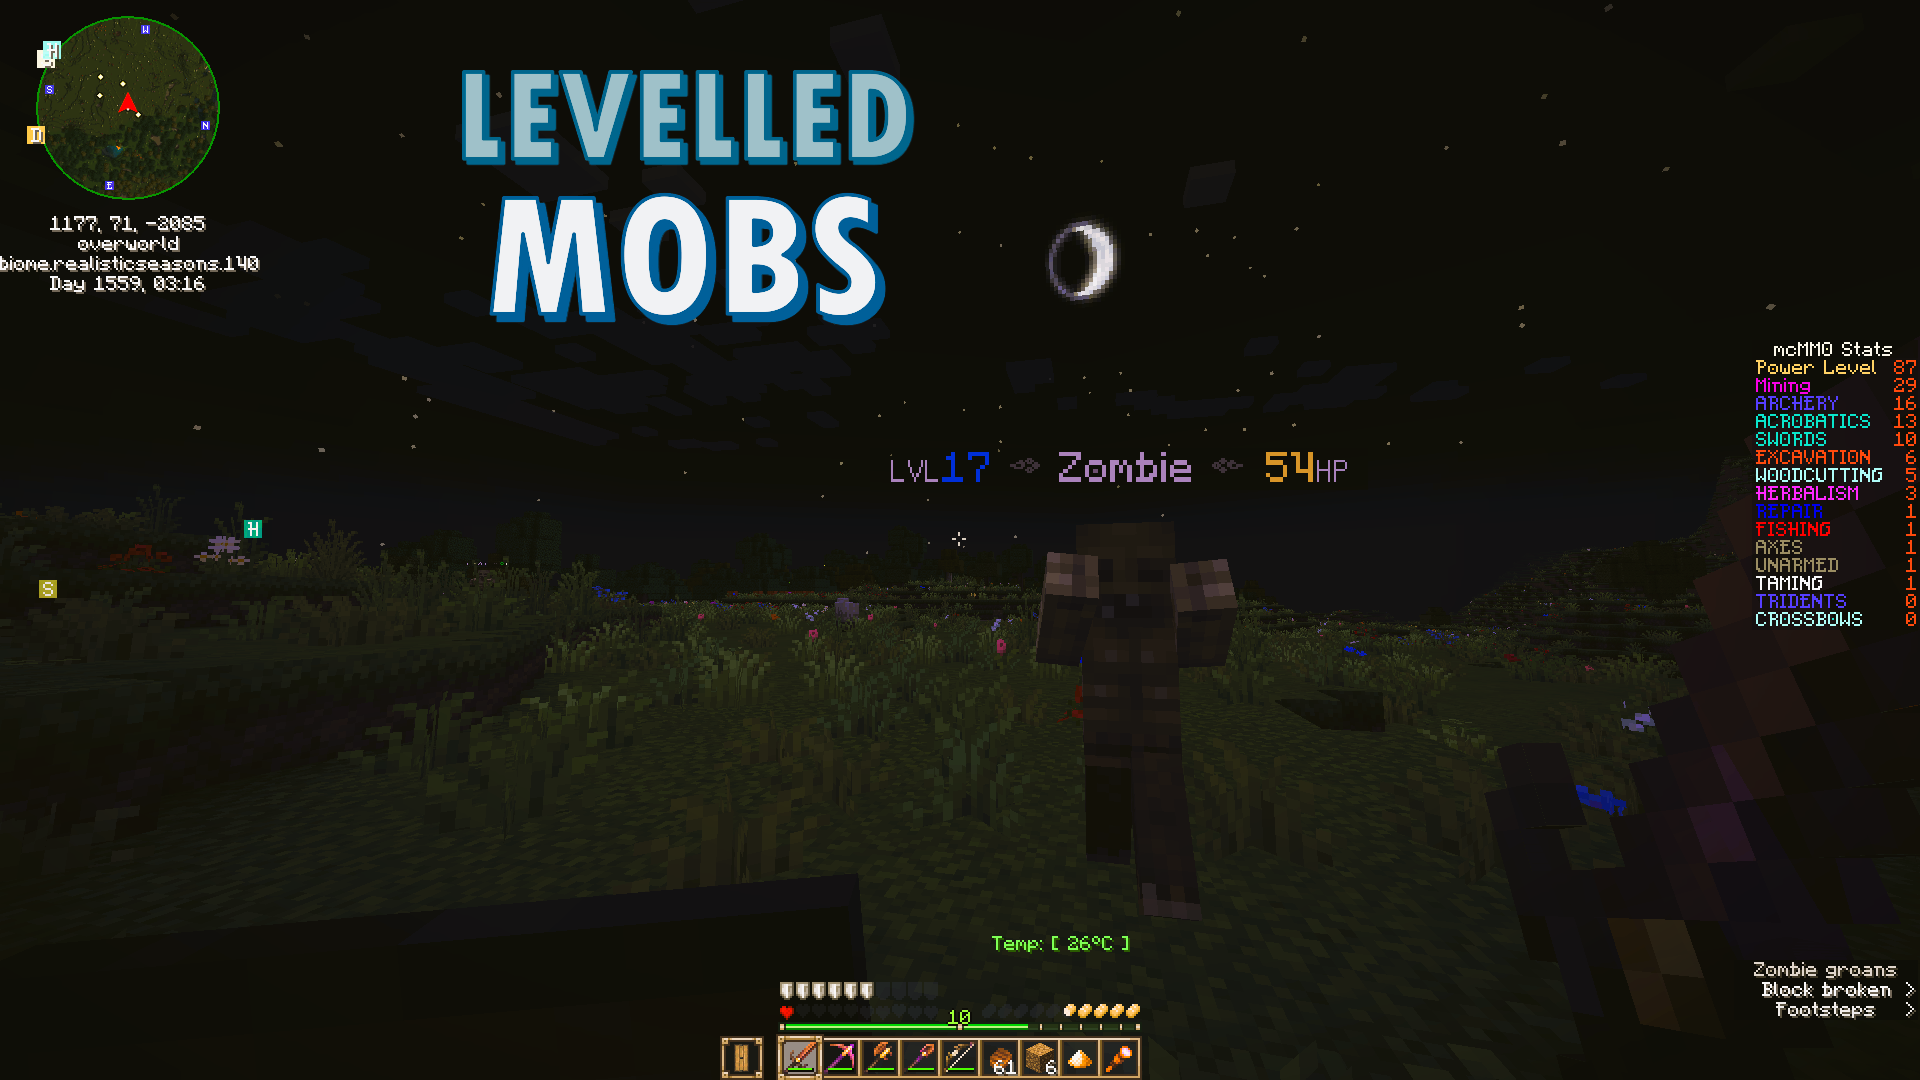 W
H
S
D
N
E
1177, 71, -2085
overworld
biome.realisticseasons.140
Day 1559, 03:16
LEVELLED
MOBS
LVL17 Zombie 54HP
H
S
mcMMO Stats
Power Level 87
Mining 29
ARCHERY 16
ACROBATICS 13
SWORDS 10
EXCAVATION 6
WOODCUTTING 5
HERBALISM 3
REPAIR 1
FISHING 1
AXES 1
UNARMED 1
TAMING 1
TRIDENTS 0
CROSSBOWS 0
Temp: [ 26°C ]
Zombie groans
Block broken >
Footsteps >
10
61
6